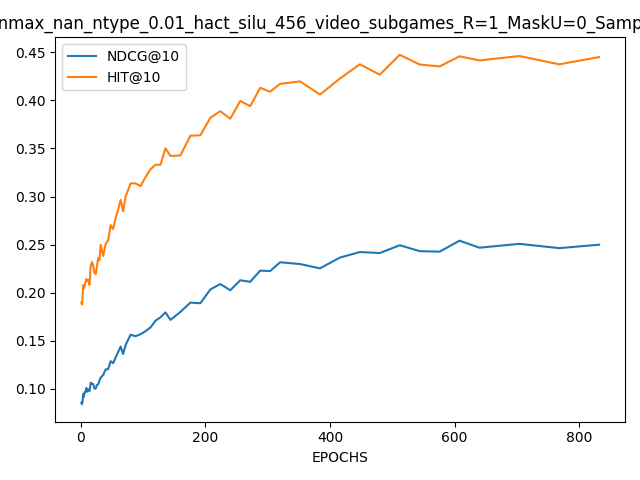 nmax_nan_ntype_0.01_hact_silu_456_video_subgames_R=1_MaskU=0_Samp
NDCG@10
HIT@10
0.45
0.40
0.35
0.30
0.25
0.20
0.15
0.10
0 200 400 600 800
EPOCHS